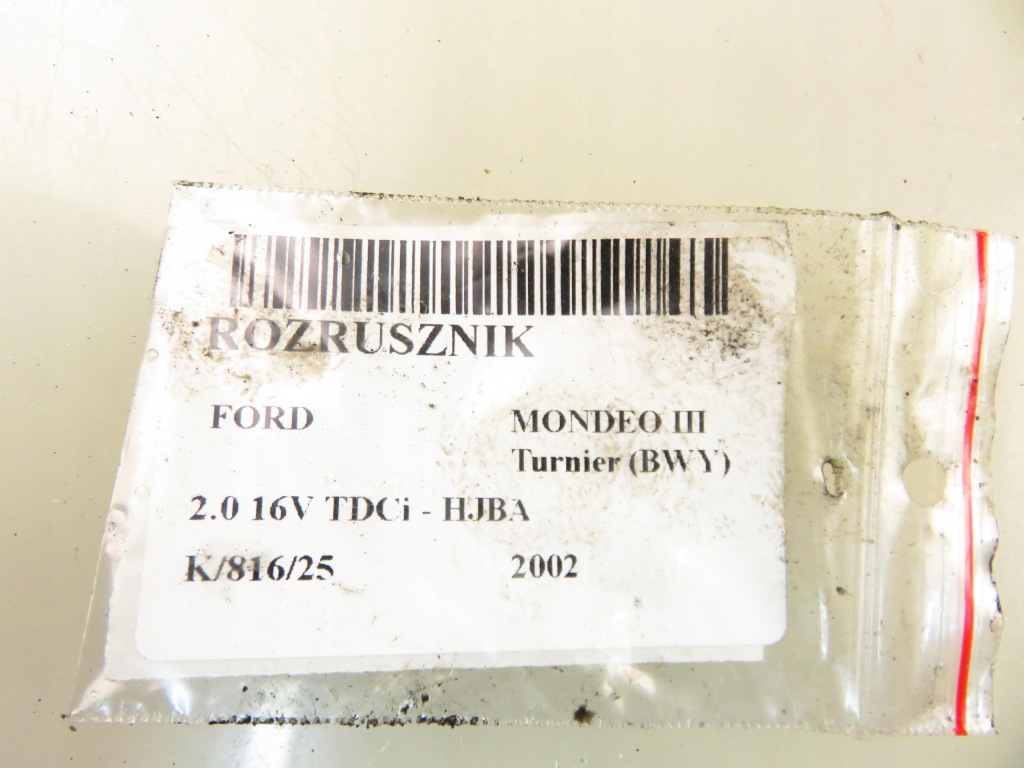 ROZRUSZNIK
FORD
MONDEO III
Turnier (BWY)
2.0 16V TDCi - HJBA
K/816/25
2002